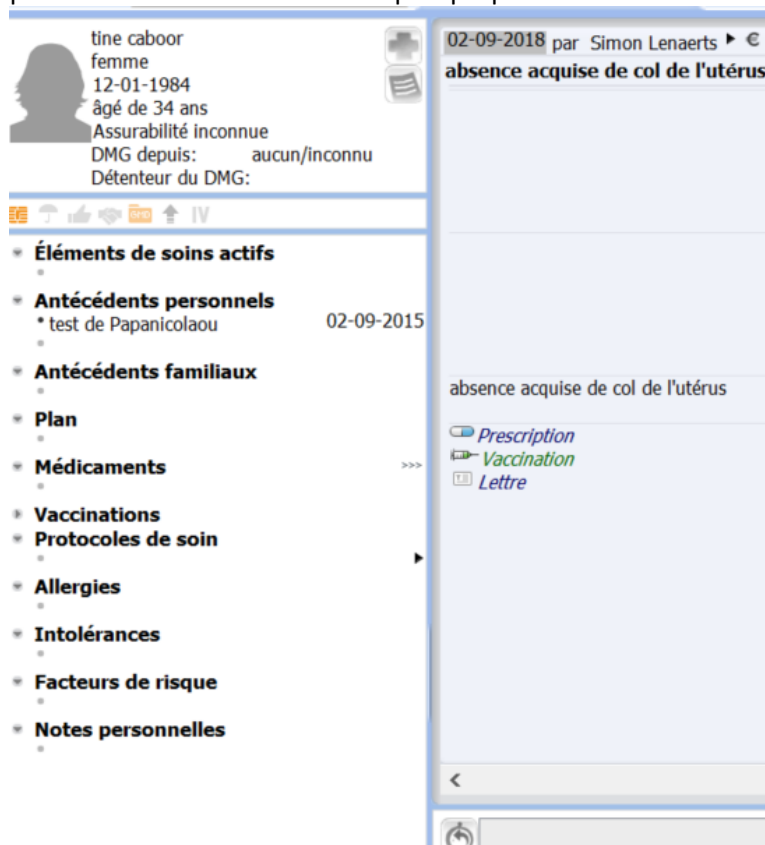 tine caboor
femme
12-01-1984
âgé de 34 ans
Assurabilité inconnue
DMG depuis: aucun/inconnu
Détenteur du DMG:
GMD IV
Éléments de soins actifs
Antécédents personnels
* test de Papanicolaou 02-09-2015
Antécédents familiaux
Plan
Médicaments >>>
Vaccinations
Protocoles de soin
Allergies
Intolérances
Facteurs de risque
Notes personnelles
02-09-2018 par Simon Lenaerts €
absence acquise de col de l'utérus
absence acquise de col de l'utérus
Prescription
Vaccination
Lettre